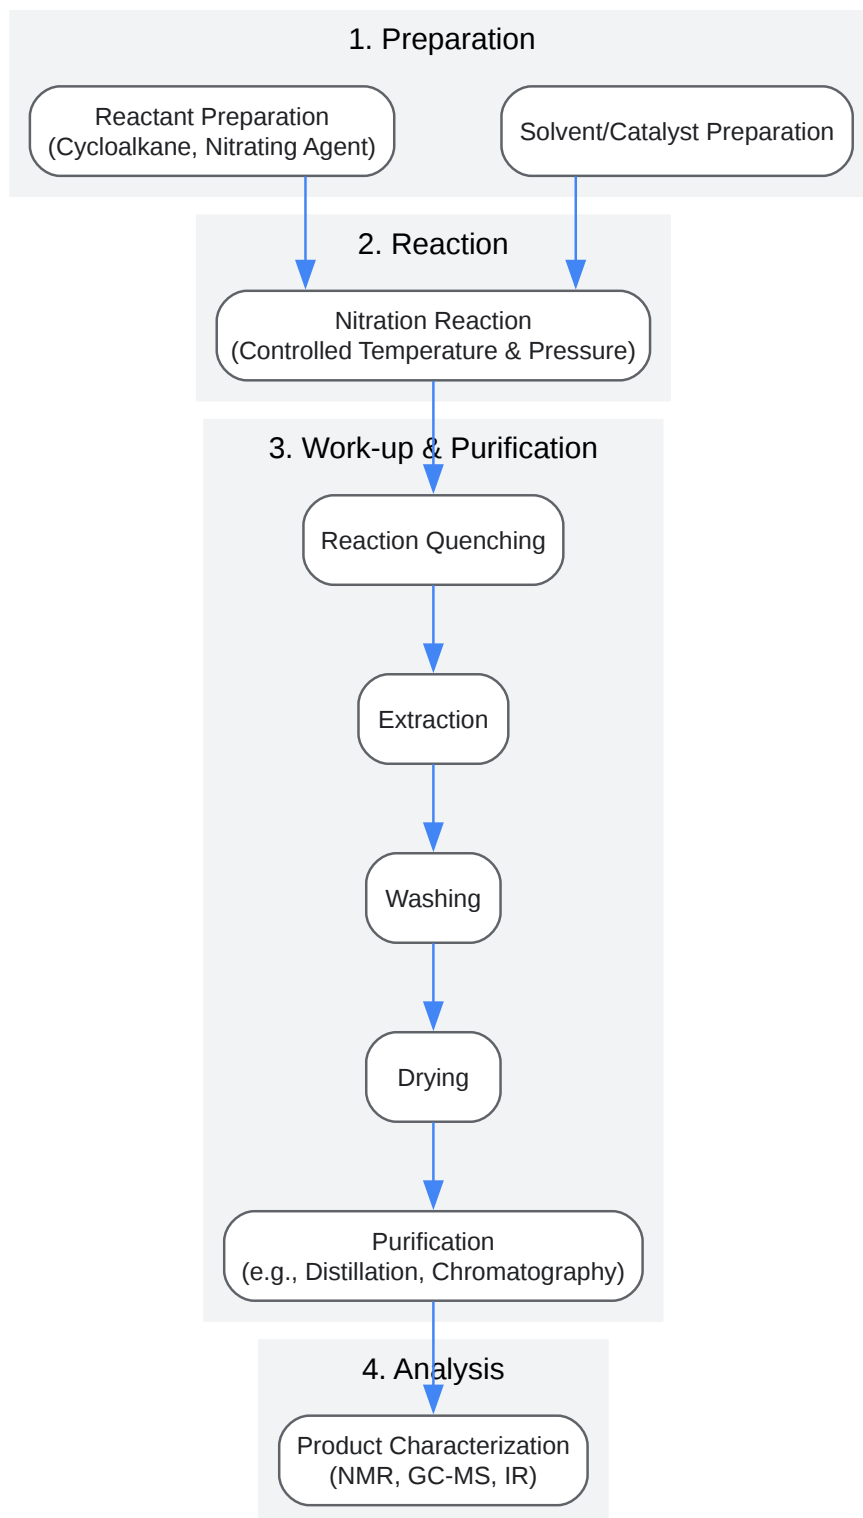 1. Preparation
Reactant Preparation
(Cycloalkane, Nitrating Agent)
Solvent/Catalyst Preparation
2. Reaction
Nitration Reaction
(Controlled Temperature & Pressure)
3. Work-up & Purification
Reaction Quenching
Extraction
Washing
Drying
Purification
(e.g., Distillation, Chromatography)
4. Analysis
Product Characterization
(NMR, GC-MS, IR)